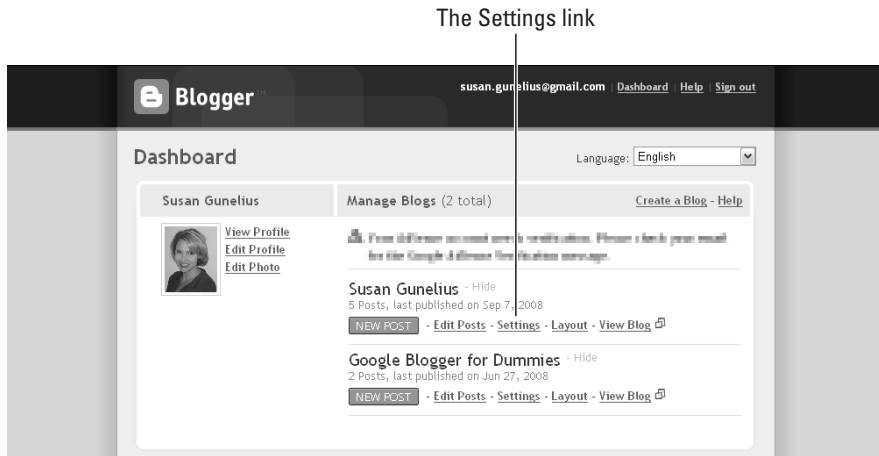 The Settings link
Blogger™
susan.gunelius@gmail.com | Dashboard | Help | Sign out
Dashboard
Language: English
Susan Gunelius
Manage Blogs (2 total)
Create a Blog - Help
View Profile
Edit Profile
Edit Photo
Susan Gunelius - Hide
5 Posts, last published on Sep 7, 2008
NEW POST - Edit Posts - Settings - Layout - View Blog
Google Blogger for Dummies - Hide
2 Posts, last published on Jun 27, 2008
NEW POST - Edit Posts - Settings - Layout - View Blog